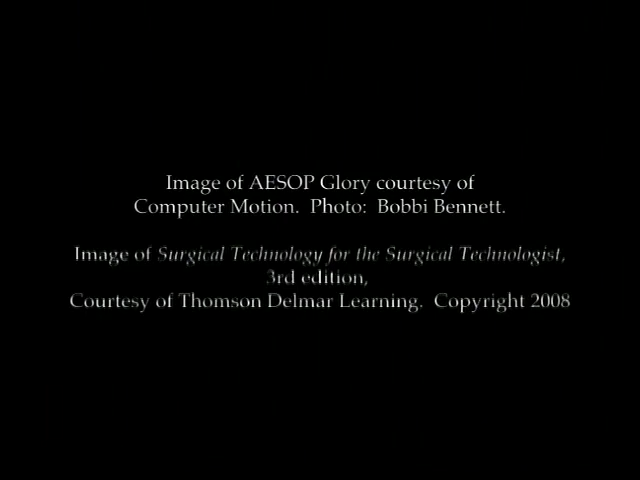 Image of AESOP Glory courtesy of
Computer Motion.  Photo:  Bobbi Bennett.
Image of Surgical Technology for the Surgical Technologist,
3rd edition,
Courtesy of Thomson Delmar Learning.  Copyright 2008